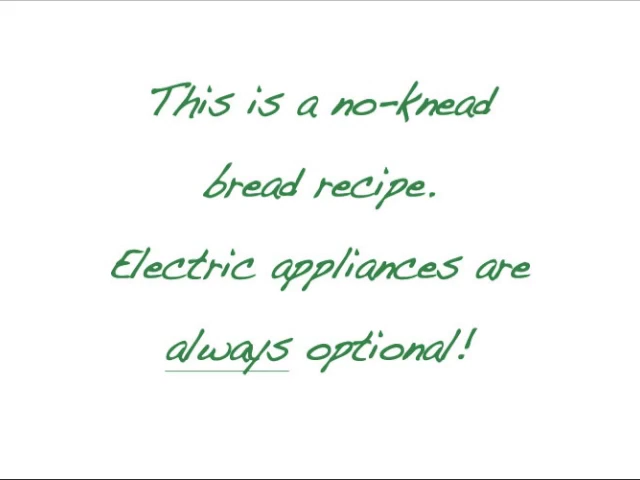 This is a no-knead
bread recipe.
Electric appliances are
always optional!